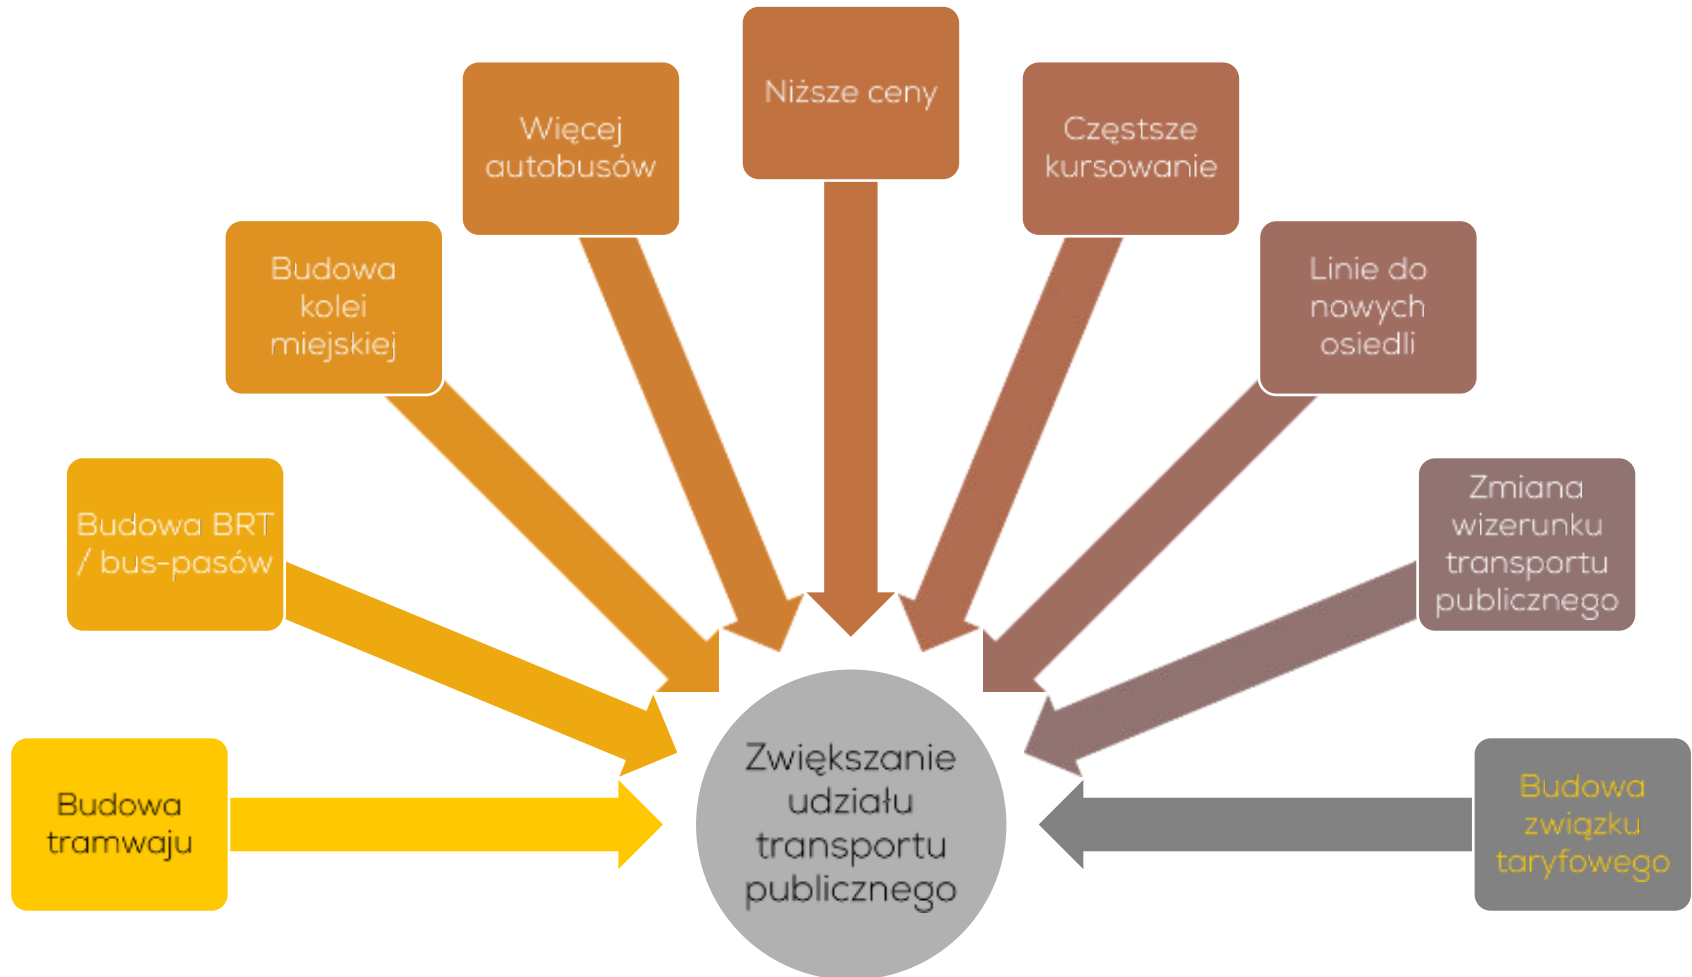 Niższe ceny
Więcej
autobusów
Częstsze
kursowanie
Budowa
kolei
miejskiej
Linie do
nowych
osiedli
Budowa BRT
/ bus-pasów
Zmiana
wizerunku
transportu
publicznego
Budowa
tramwaju
Zwiększanie
udziału
transportu
publicznego
Budowa
związku
taryfowego